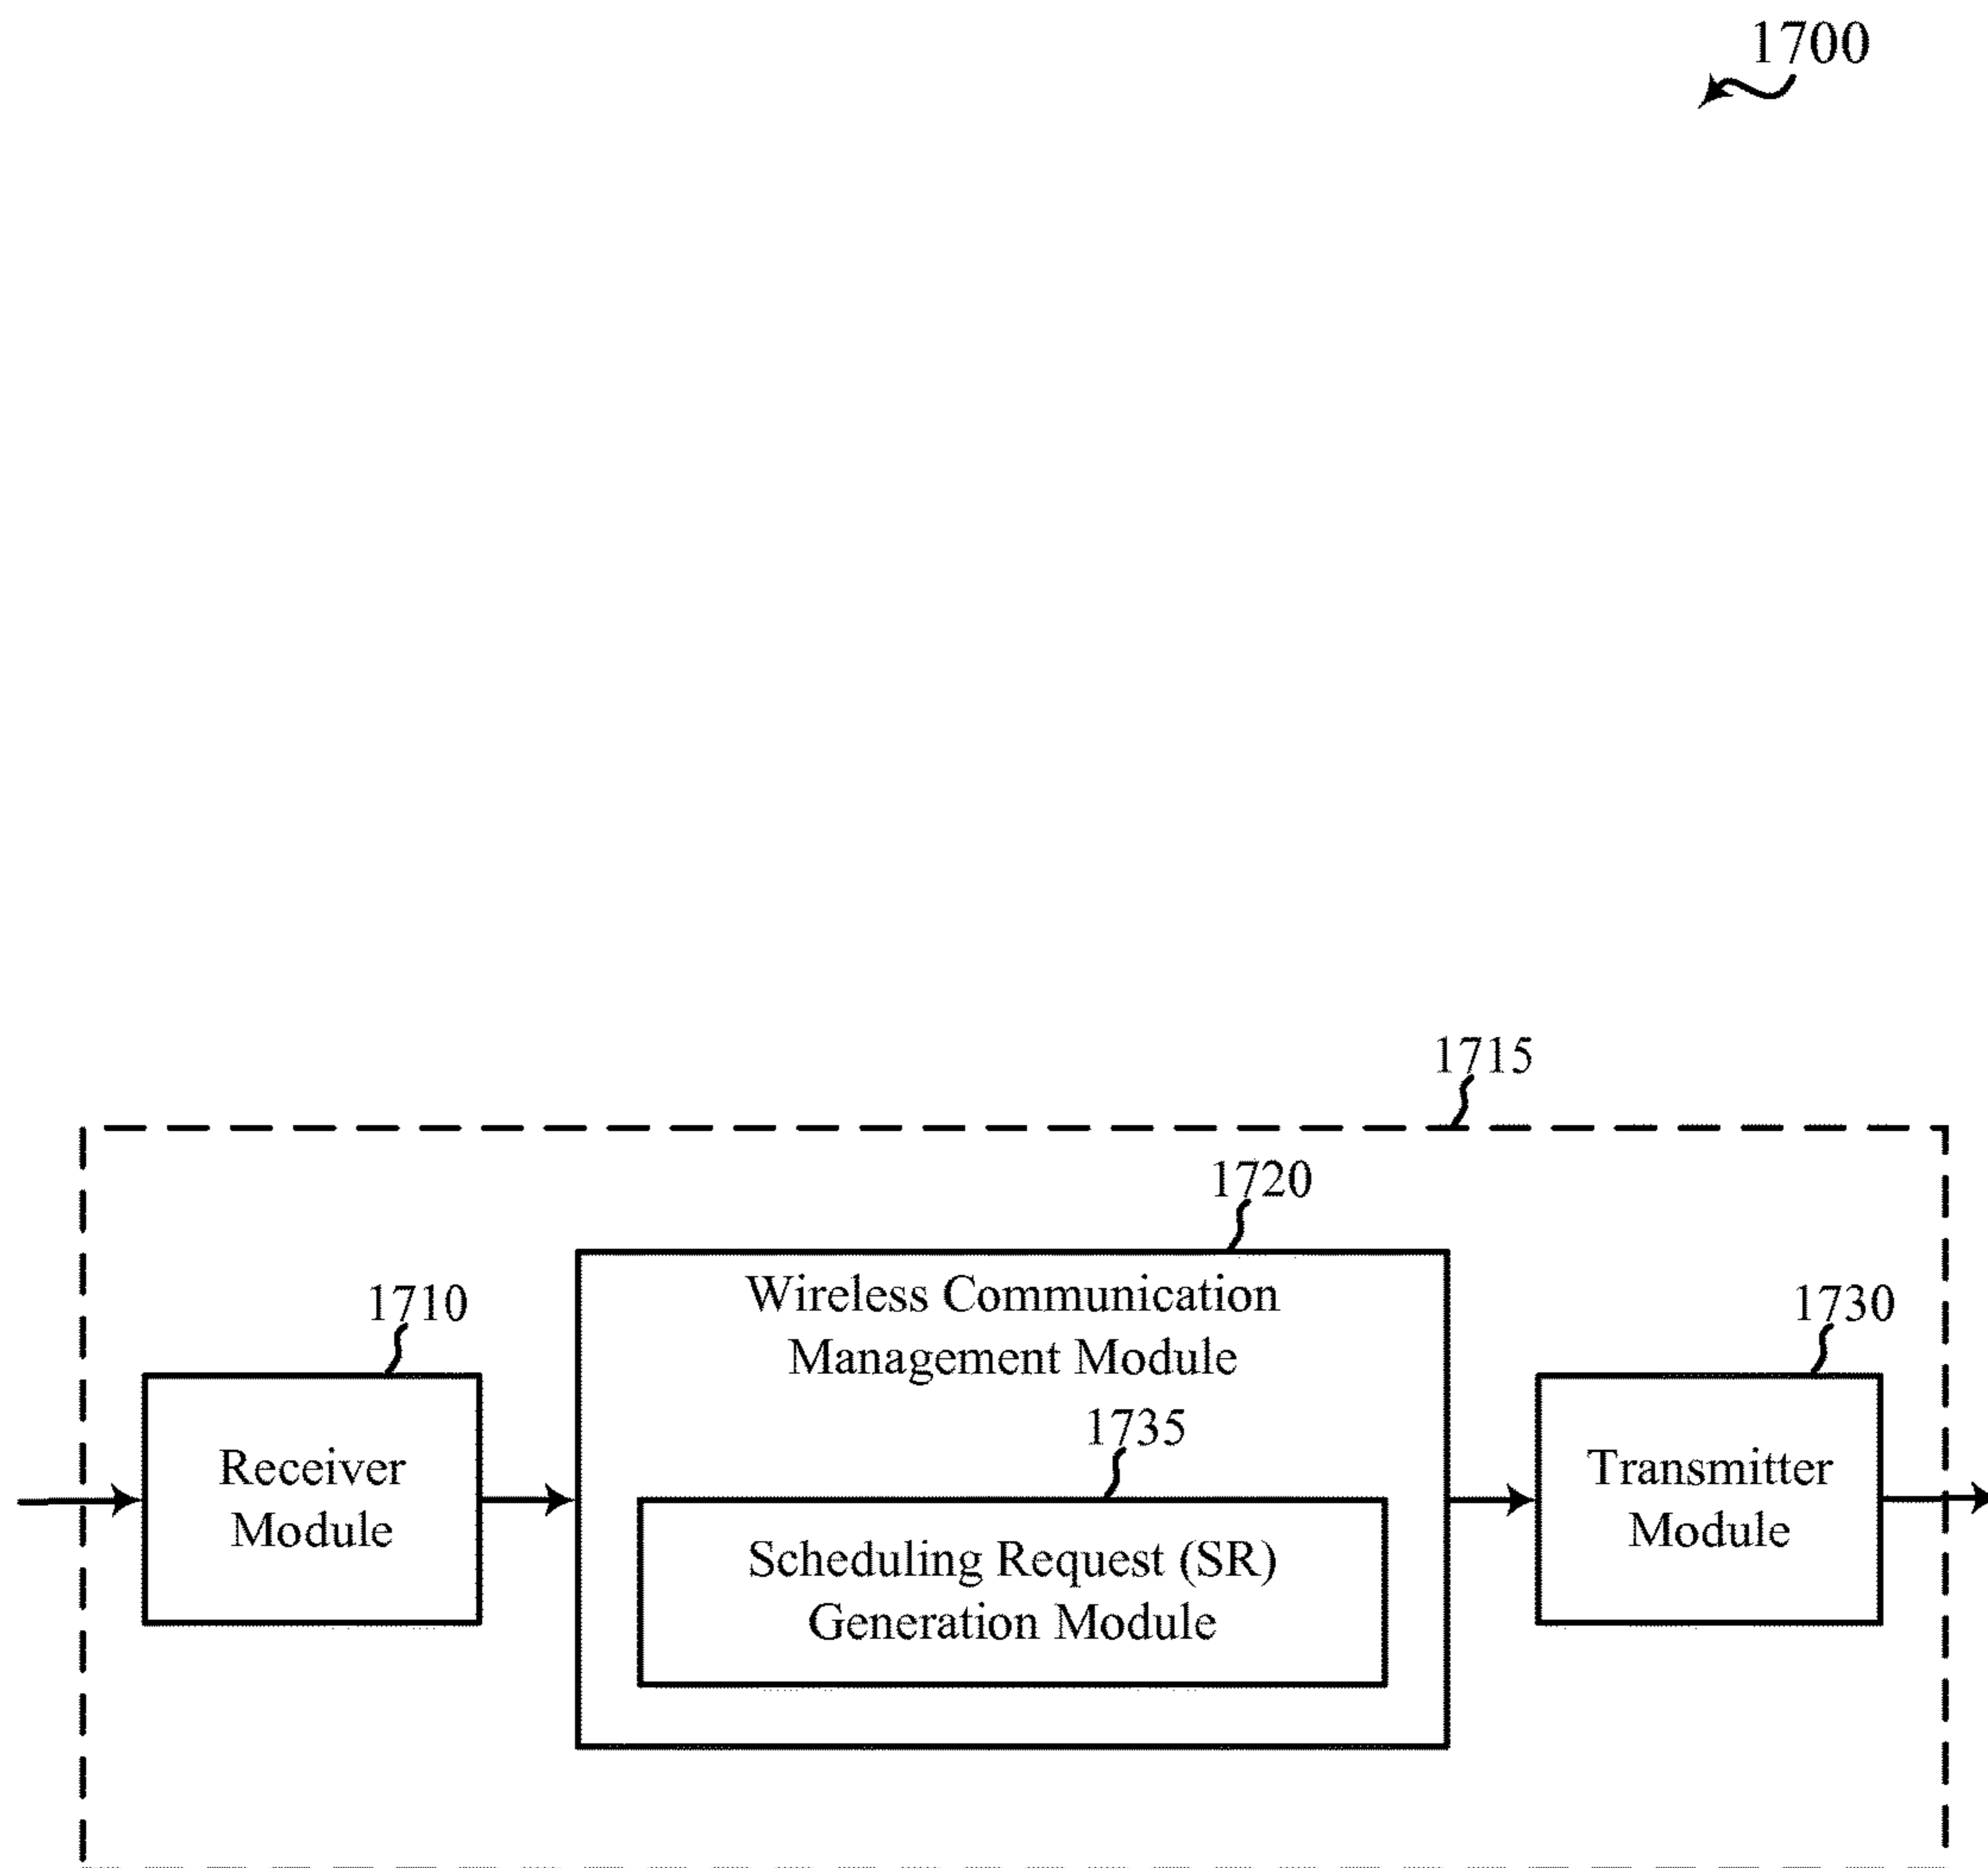 1700
1715
1720
Wireless Communication
Management Module
1710
1730
1735
Receiver
Module
Scheduling Request (SR)
Generation Module
Transmitter
Module